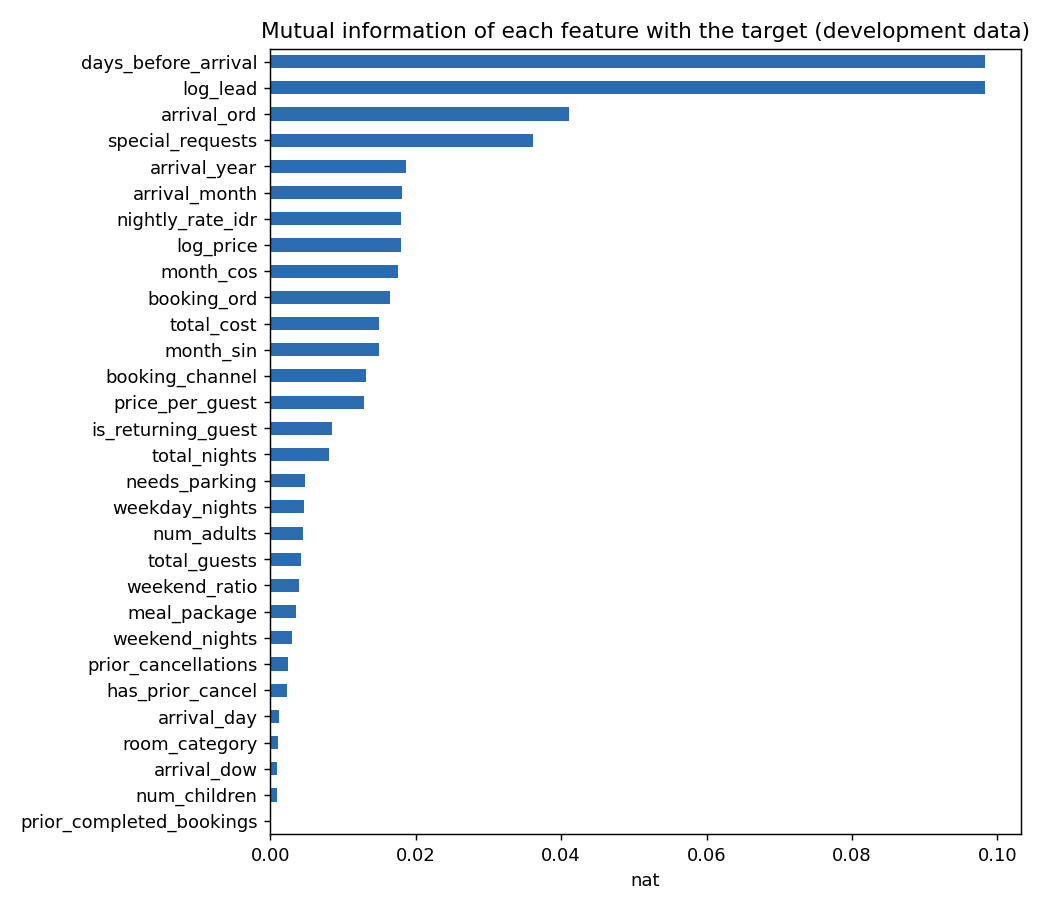 Mutual information of each feature with the target (development data)
days_before_arrival
log_lead
arrival_ord
special_requests
arrival_year
arrival_month
nightly_rate_idr
log_price
month_cos
booking_ord
total_cost
month_sin
booking_channel
price_per_guest
is_returning_guest
total_nights
needs_parking
weekday_nights
num_adults
total_guests
weekend_ratio
meal_package
weekend_nights
prior_cancellations
has_prior_cancel
arrival_day
room_category
arrival_dow
num_children
prior_completed_bookings
0.00 0.02 0.04 0.06 0.08 0.10
nat